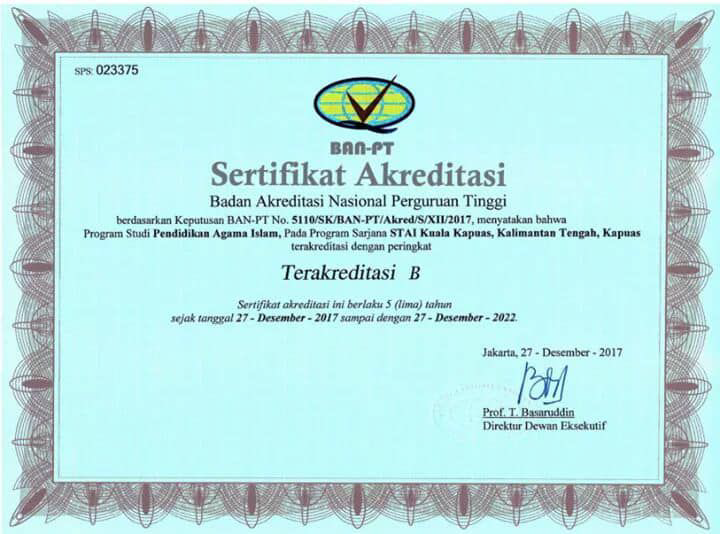 SPS: 023375
BAN-PT
Sertifikat Akreditasi
Badan Akreditasi Nasional Perguruan Tinggi
berdasarkan Keputusan BAN-PT No. 5110/SK/BAN-PT/Akred/S/XII/2017, menyatakan bahwa
Program Studi Pendidikan Agama Islam, Pada Program Sarjana STAI Kuala Kapuas, Kalimantan Tengah, Kapuas
terakreditasi dengan peringkat
Terakreditasi B
Sertifikat akreditasi ini berlaku 5 (lima) tahun
sejak tanggal 27 - Desember - 2017 sampai dengan 27 - Desember - 2022.
Jakarta, 27 - Desember - 2017
Prof. T. Basaruddin
Direktur Dewan Eksekutif